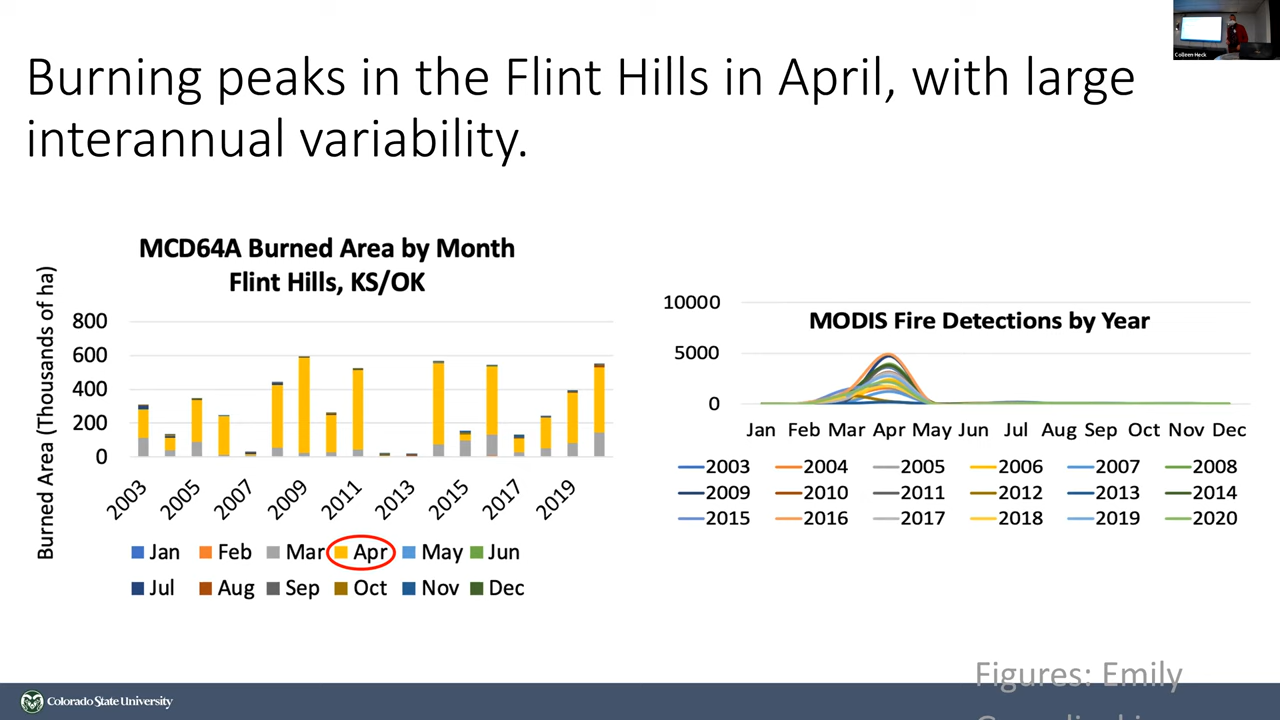 Colleen Heck
Burning peaks in the Flint Hills in April, with large
interannual variability.
MCD64A Burned Area by Month
Flint Hills, KS/OK
Burned Area (Thousands of ha)
800
600
400
200
0
2003 2005 2007 2009 2011 2013 2015 2017 2019
Jan Feb Mar Apr May Jun
Jul Aug Sep Oct Nov Dec
MODIS Fire Detections by Year
10000
5000
0
Jan Feb Mar Apr May Jun Jul Aug Sep Oct Nov Dec
2003 2004 2005 2006 2007 2008
2009 2010 2011 2012 2013 2014
2015 2016 2017 2018 2019 2020
Figures: Emily
Colorado State University